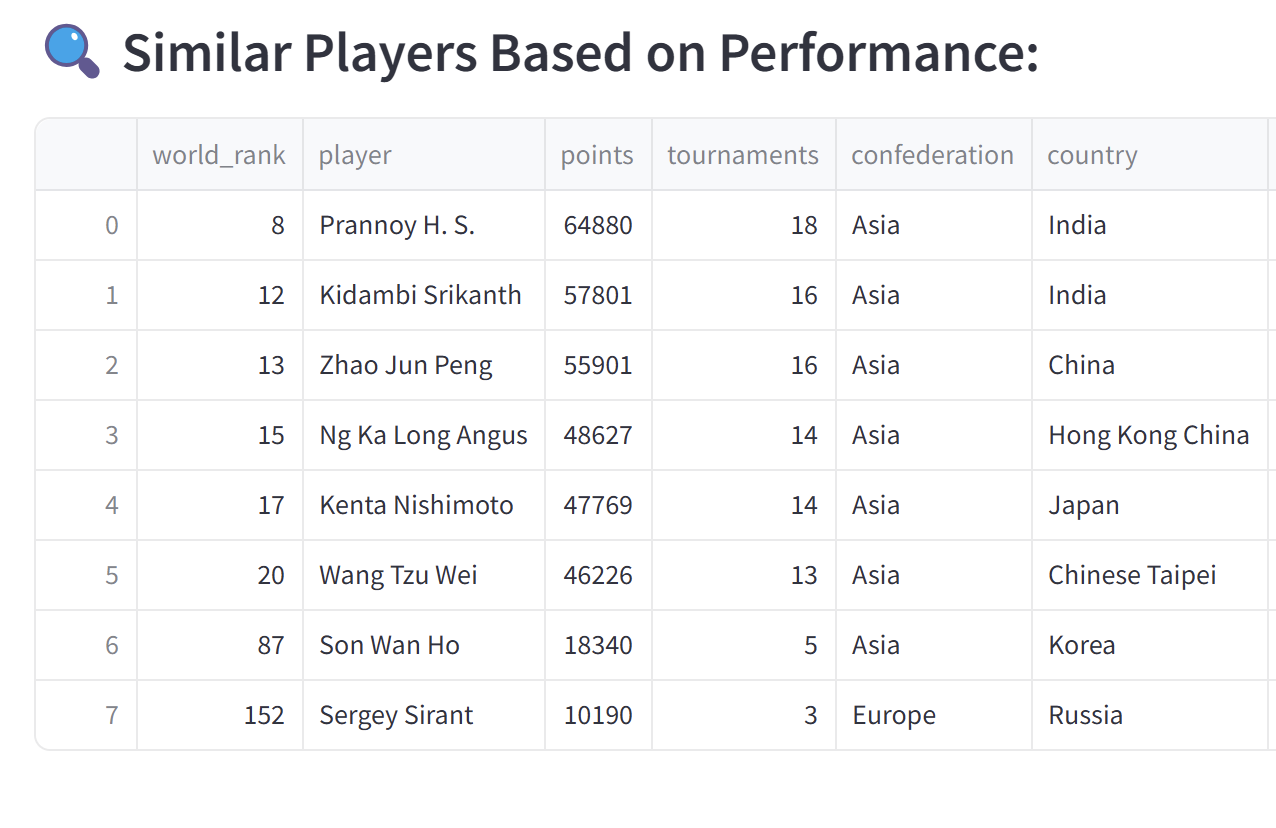 Similar Players Based on Performance:
world_rank player points tournaments confederation country
0 8 Prannoy H. S. 64880 18 Asia India
1 12 Kidambi Srikanth 57801 16 Asia India
2 13 Zhao Jun Peng 55901 16 Asia China
3 15 Ng Ka Long Angus 48627 14 Asia Hong Kong China
4 17 Kenta Nishimoto 47769 14 Asia Japan
5 20 Wang Tzu Wei 46226 13 Asia Chinese Taipei
6 87 Son Wan Ho 18340 5 Asia Korea
7 152 Sergey Sirant 10190 3 Europe Russia